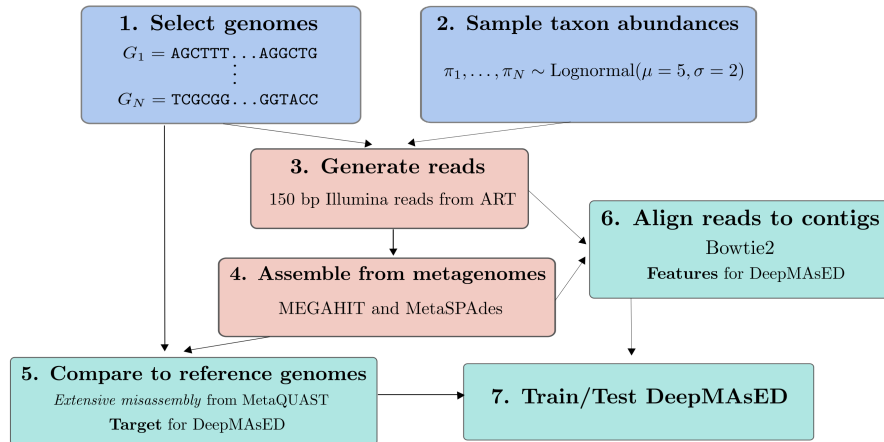 1. Select genomes
G₁ = AGCTTT...AGGCTG
⋮
G_N = TCGCGG...GGTACC
2. Sample taxon abundances
π₁, . . . , π_N ∼ Lognormal(μ = 5, σ = 2)
3. Generate reads
150 bp Illumina reads from ART
4. Assemble from metagenomes
MEGAHIT and MetaSPAdes
6. Align reads to contigs
Bowtie2
Features for DeepMAsED
5. Compare to reference genomes
Extensive misassembly from MetaQUAST
Target for DeepMAsED
7. Train/Test DeepMAsED